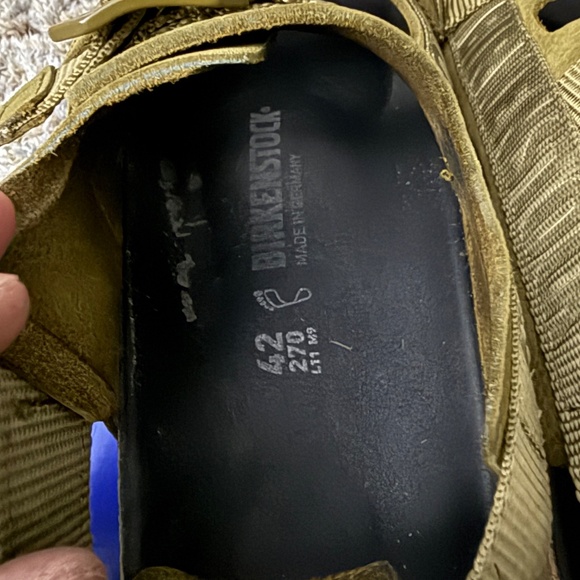 BIRKENSTOCK
MADE IN GERMANY
42
270
L11 M9